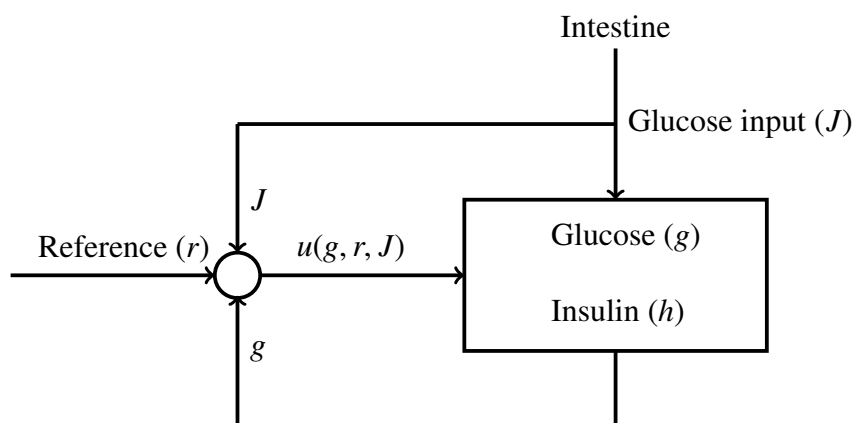 Intestine
Glucose input (J)
J
Glucose (g)
Reference (r)
u(g, r, J)
Insulin (h)
g